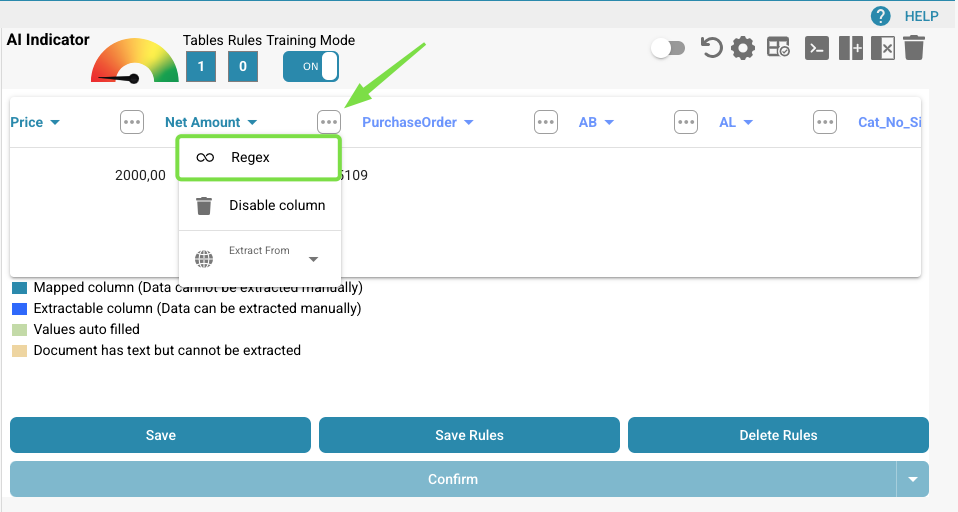 HELP
AI Indicator
Tables Rules Training Mode
1 0 ON
Price Net Amount PurchaseOrder AB AL Cat_No_Si
Regex
2000,00 5109
Disable column
Extract From
Mapped column (Data cannot be extracted manually)
Extractable column (Data can be extracted manually)
Values auto filled
Document has text but cannot be extracted
Save Save Rules Delete Rules
Confirm